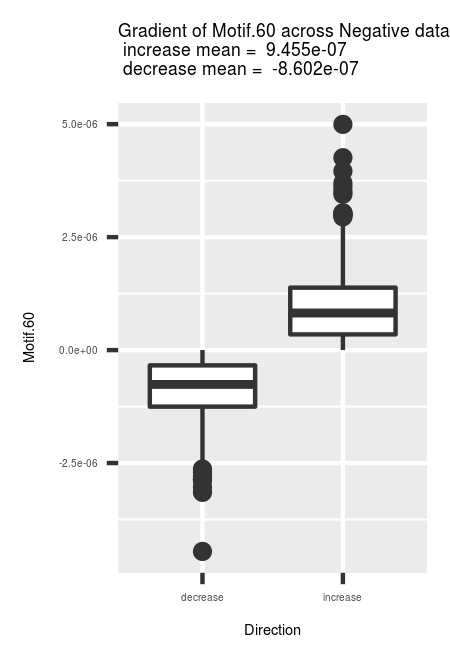 Gradient of Motif.60 across Negative data
increase mean = 9.455e-07
decrease mean = -8.602e-07
5.0e-06
2.5e-06
0.0e+00
-2.5e-06
Motif.60
decrease increase
Direction